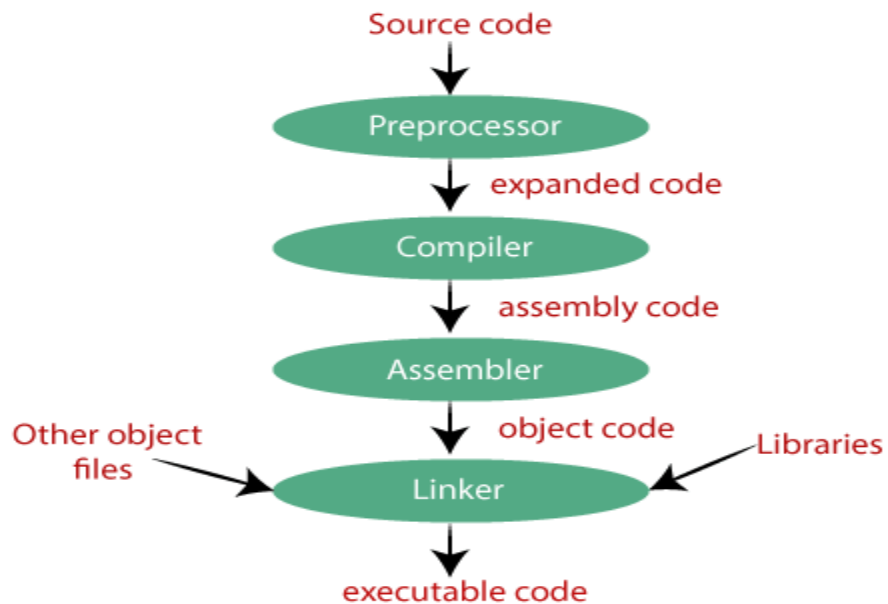 Source code
Preprocessor
expanded code
Compiler
assembly code
Assembler
object code
Other object
files
Libraries
Linker
executable code